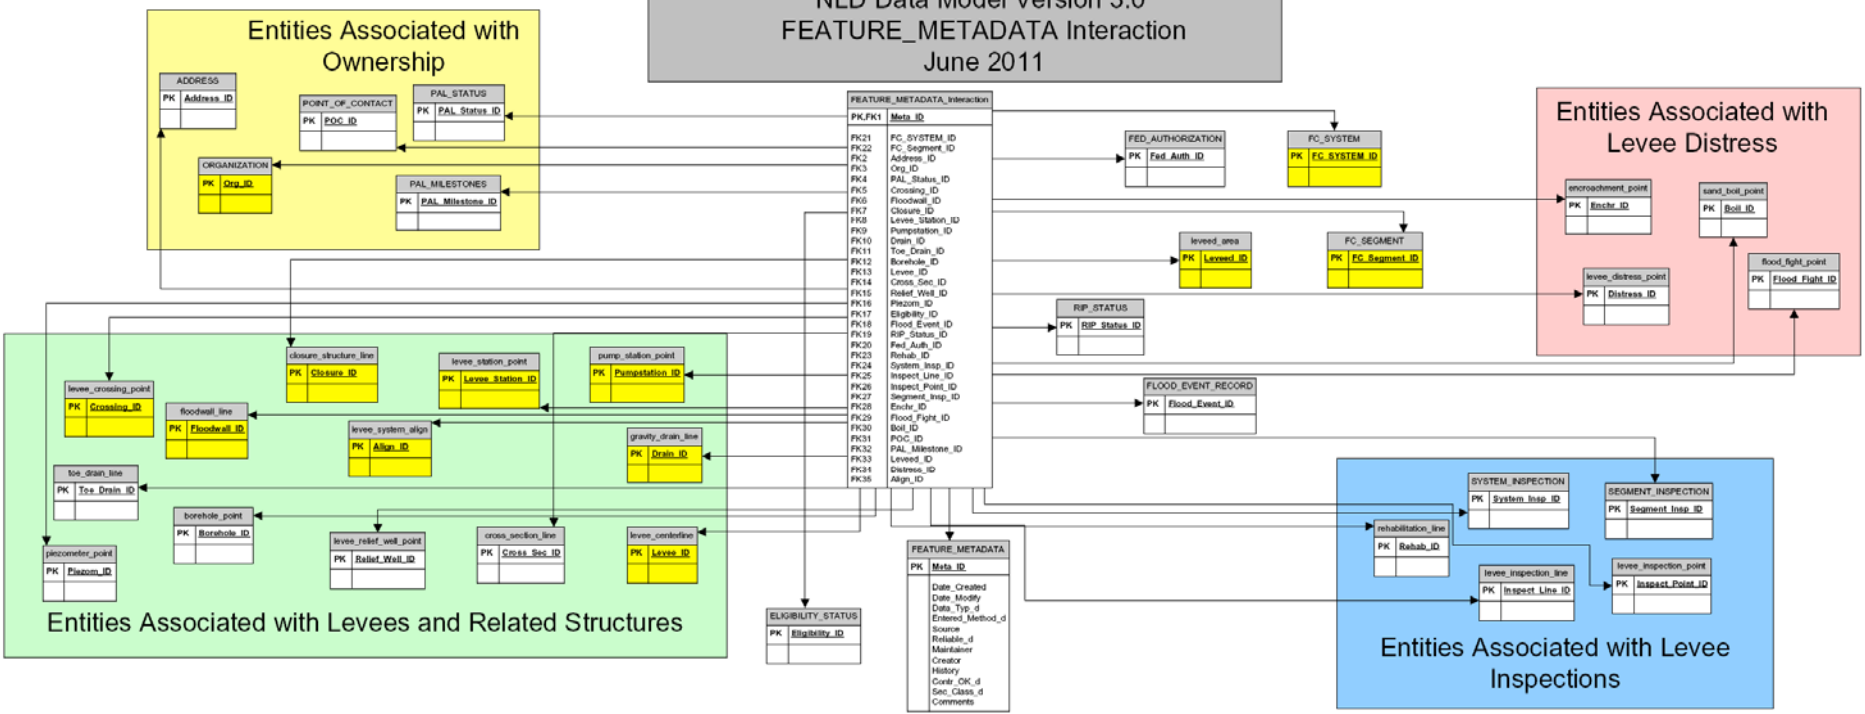 NLD Data Model Version 5.0
FEATURE_METADATA Interaction
June 2011
Entities Associated with
Ownership
ADDRESS
PK Address_ID
POINT_OF_CONTACT
PK POC_ID
PAL_STATUS
PK PAL_Status_ID
ORGANIZATION
PK Org_ID
PAL_MILESTONES
PK PAL_Milestone_ID
FEATURE_METADATA_Interaction
PK,FK1 Meta_ID
FK21 FC_SYSTEM_ID
FK22 FC_Segment_ID
FK2 Address_ID
FK3 Org_ID
FK4 PAL_Status_ID
FK5 Crossing_ID
FK6 Floodwall_ID
FK7 Closure_ID
FK8 Levee_Station_ID
FK9 Pumpstation_ID
FK10 Drain_ID
FK11 Toe_Drain_ID
FK12 Borehole_ID
FK13 Levee_ID
FK14 Cross_Sec_ID
FK15 Relief_Well_ID
FK16 Piezom_ID
FK17 Eligibility_ID
FK18 Flood_Event_ID
FK19 RIP_Status_ID
FK20 Fed_Auth_ID
FK23 Rehab_ID
FK24 System_Insp_ID
FK25 Inspect_Line_ID
FK26 Inspect_Point_ID
FK27 Segment_Insp_ID
FK28 Enchr_ID
FK29 Flood_Fight_ID
FK30 Boil_ID
FK31 POC_ID
FK32 PAL_Milestone_ID
FK33 Leveed_ID
FK34 Distress_ID
FK35 Align_ID
FED_AUTHORIZATION
PK Fed_Auth_ID
FC_SYSTEM
PK FC_SYSTEM_ID
leveed_area
PK Leveed_ID
FC_SEGMENT
PK FC_Segment_ID
RIP_STATUS
PK RIP_Status_ID
FLOOD_EVENT_RECORD
PK Flood_Event_ID
Entities Associated with
Levee Distress
encroachment_point
PK Enchr_ID
sand_boil_point
PK Boil_ID
levee_distress_point
PK Distress_ID
flood_fight_point
PK Flood_Fight_ID
closure_structure_line
PK Closure_ID
levee_station_point
PK Levee_Station_ID
pump_station_point
PK Pumpstation_ID
levee_crossing_point
PK Crossing_ID
floodwall_line
PK Floodwall_ID
levee_system_align
PK Align_ID
gravity_drain_line
PK Drain_ID
toe_drain_line
PK Toe_Drain_ID
borehole_point
PK Borehole_ID
levee_relief_well_point
PK Relief_Well_ID
cross_section_line
PK Cross_Sec_ID
levee_centerline
PK Levee_ID
piezometer_point
PK Piezom_ID
Entities Associated with Levees and Related Structures
ELIGIBILITY_STATUS
PK Eligibility_ID
FEATURE_METADATA
PK Meta_ID
Date_Created
Date_Modify
Data_Typ_d
Entered_Method_d
Source
Reliable_d
Maintainer
Creator
History
Contr_OK_d
Sec_Class_d
Comments
SYSTEM_INSPECTION
PK System_Insp_ID
SEGMENT_INSPECTION
PK Segment_Insp_ID
rehabilitation_line
PK Rehab_ID
levee_inspection_line
PK Inspect_Line_ID
levee_inspection_point
PK Inspect_Point_ID
Entities Associated with Levee
Inspections